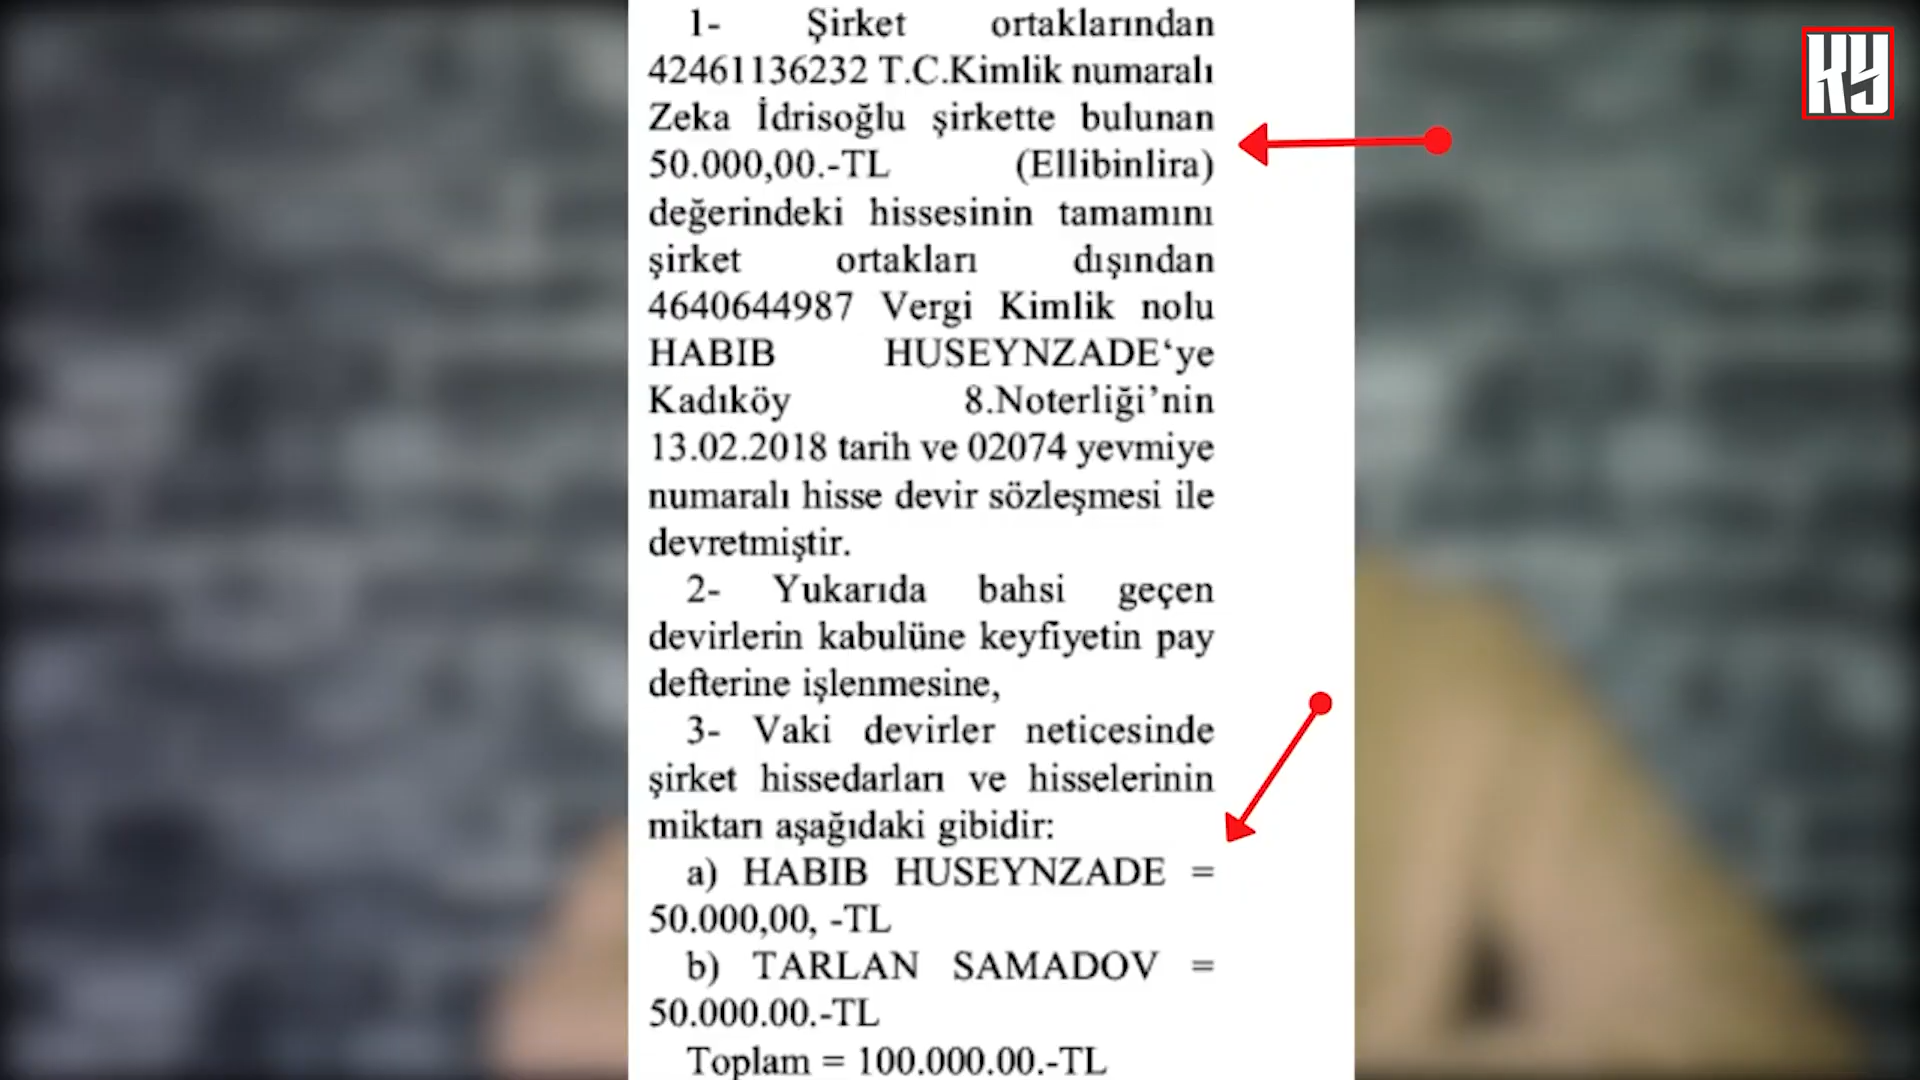 1- Şirket ortaklarından
42461136232 T.C.Kimlik numaralı
Zeka İdrisoğlu şirkette bulunan
50.000,00.-TL (Ellibinlira)
değerindeki hissesinin tamamını
şirket ortakları dışından
4640644987 Vergi Kimlik nolu
HABIB HUSEYNZADE‘ye
Kadıköy 8.Noterliği’nin
13.02.2018 tarih ve 02074 yevmiye
numaralı hisse devir sözleşmesi ile
devretmiştir.
2- Yukarıda bahsi geçen
devirlerin kabulüne keyfiyetin pay
defterine işlenmesine,
3- Vaki devirler neticesinde
şirket hissedarları ve hisselerinin
miktarı aşağıdaki gibidir:
a) HABIB HUSEYNZADE =
50.000,00, -TL
b) TARLAN SAMADOV =
50.000.00.-TL
Toplam = 100.000.00.-TL
KY